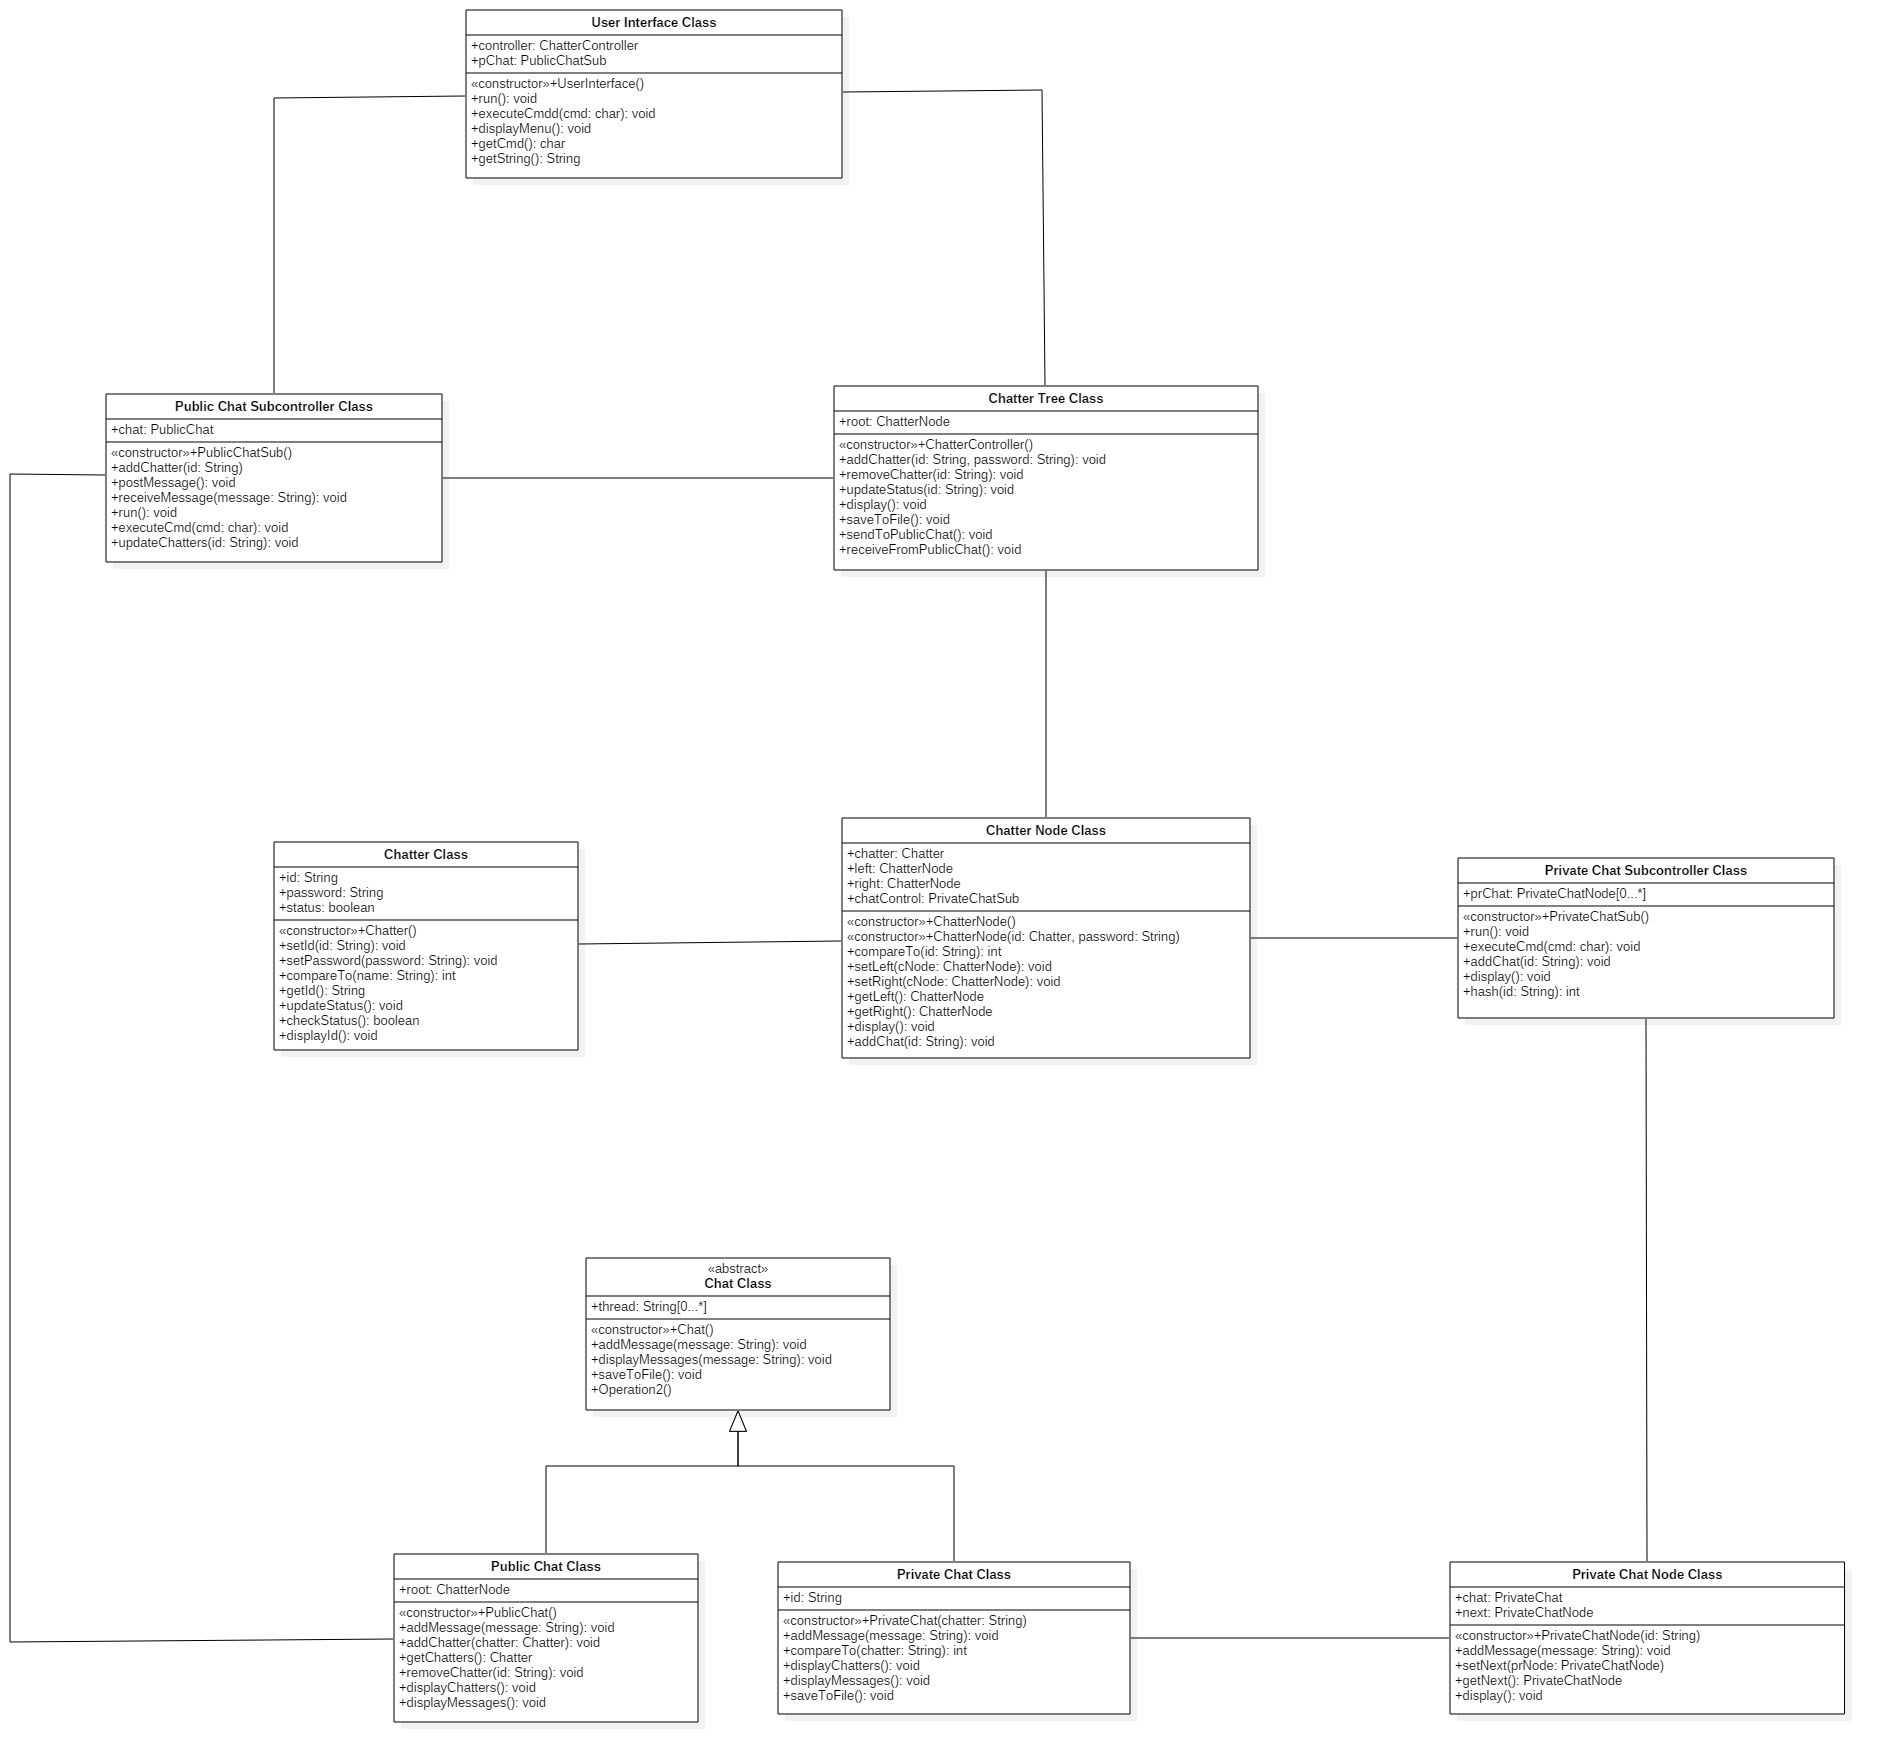 User Interface Class
+controller: ChatterController
+pChat: PublicChatSub
«constructor»+UserInterface()
+run(): void
+executeCmdd(cmd: char): void
+displayMenu(): void
+getCmd(): char
+getString(): String
Public Chat Subcontroller Class
+chat: PublicChat
«constructor»+PublicChatSub()
+addChatter(id: String)
+postMessage(): void
+receiveMessage(message: String): void
+run(): void
+executeCmd(cmd: char): void
+updateChatters(id: String): void
Chatter Tree Class
+root: ChatterNode
«constructor»+ChatterController()
+addChatter(id: String, password: String): void
+removeChatter(id: String): void
+updateStatus(id: String): void
+display(): void
+saveToFile(): void
+sendToPublicChat(): void
+receiveFromPublicChat(): void
Chatter Class
+id: String
+password: String
+status: boolean
«constructor»+Chatter()
+setId(id: String): void
+setPassword(password: String): void
+compareTo(name: String): int
+getId(): String
+updateStatus(): void
+checkStatus(): boolean
+displayId(): void
Chatter Node Class
+chatter: Chatter
+left: ChatterNode
+right: ChatterNode
+chatControl: PrivateChatSub
«constructor»+ChatterNode()
«constructor»+ChatterNode(id: Chatter, password: String)
+compareTo(id: String): int
+setLeft(cNode: ChatterNode): void
+setRight(cNode: ChatterNode): void
+getLeft(): ChatterNode
+getRight(): ChatterNode
+display(): void
+addChat(id: String): void
Private Chat Subcontroller Class
+prChat: PrivateChatNode[0...*]
«constructor»+PrivateChatSub()
+run(): void
+executeCmd(cmd: char): void
+addChat(id: String): void
+display(): void
+hash(id: String): int
«abstract»
Chat Class
+thread: String[0...*]
«constructor»+Chat()
+addMessage(message: String): void
+displayMessages(message: String): void
+saveToFile(): void
+Operation2()
Public Chat Class
+root: ChatterNode
«constructor»+PublicChat()
+addMessage(message: String): void
+addChatter(chatter: Chatter): void
+getChatters(): Chatter
+removeChatter(id: String): void
+displayChatters(): void
+displayMessages(): void
Private Chat Class
+id: String
«constructor»+PrivateChat(chatter: String)
+addMessage(message: String): void
+compareTo(chatter: String): int
+displayChatters(): void
+displayMessages(): void
+saveToFile(): void
Private Chat Node Class
+chat: PrivateChat
+next: PrivateChatNode
«constructor»+PrivateChatNode(id: String)
+addMessage(message: String): void
+setNext(prNode: PrivateChatNode)
+getNext(): PrivateChatNode
+display(): void